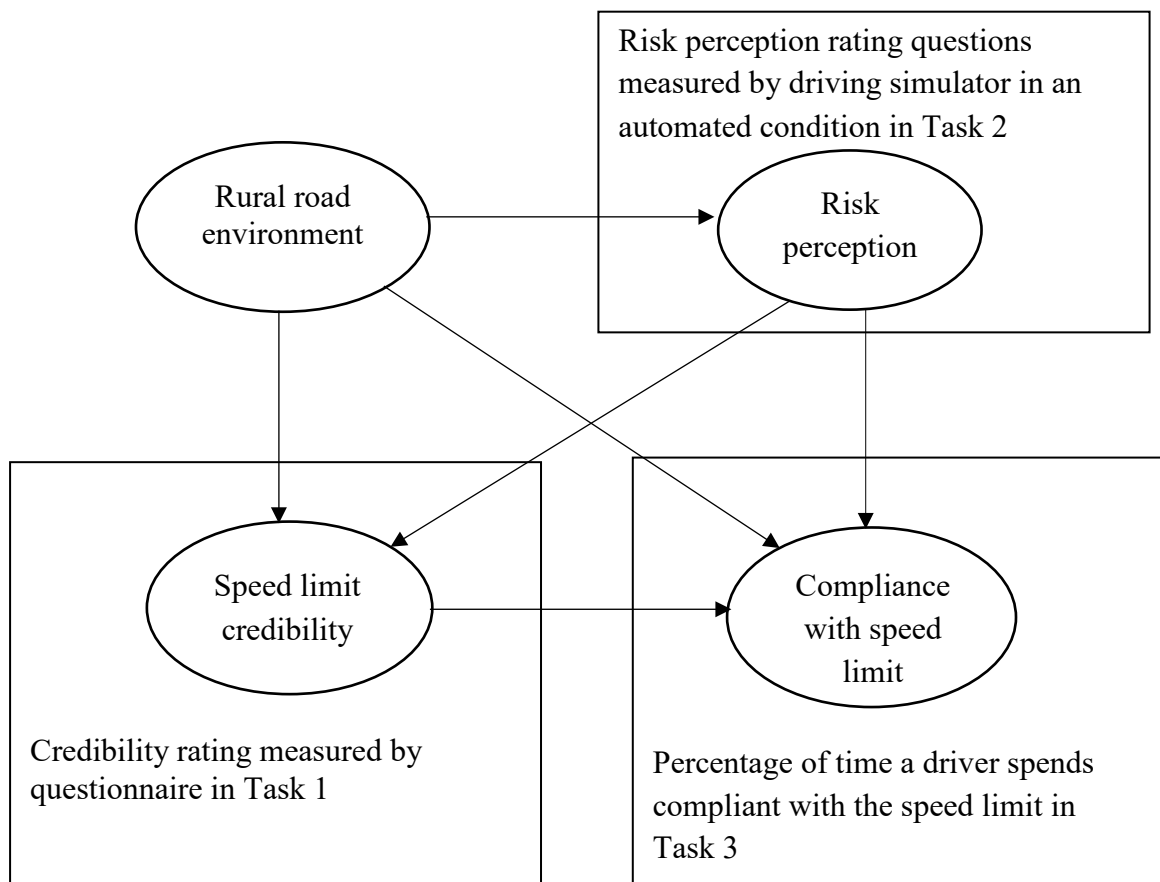 Risk perception rating questions
measured by driving simulator in an
automated condition in Task 2
Rural road
environment
Risk
perception
Speed limit
credibility
Compliance
with speed
limit
Credibility rating measured by
questionnaire in Task 1
Percentage of time a driver spends
compliant with the speed limit in
Task 3